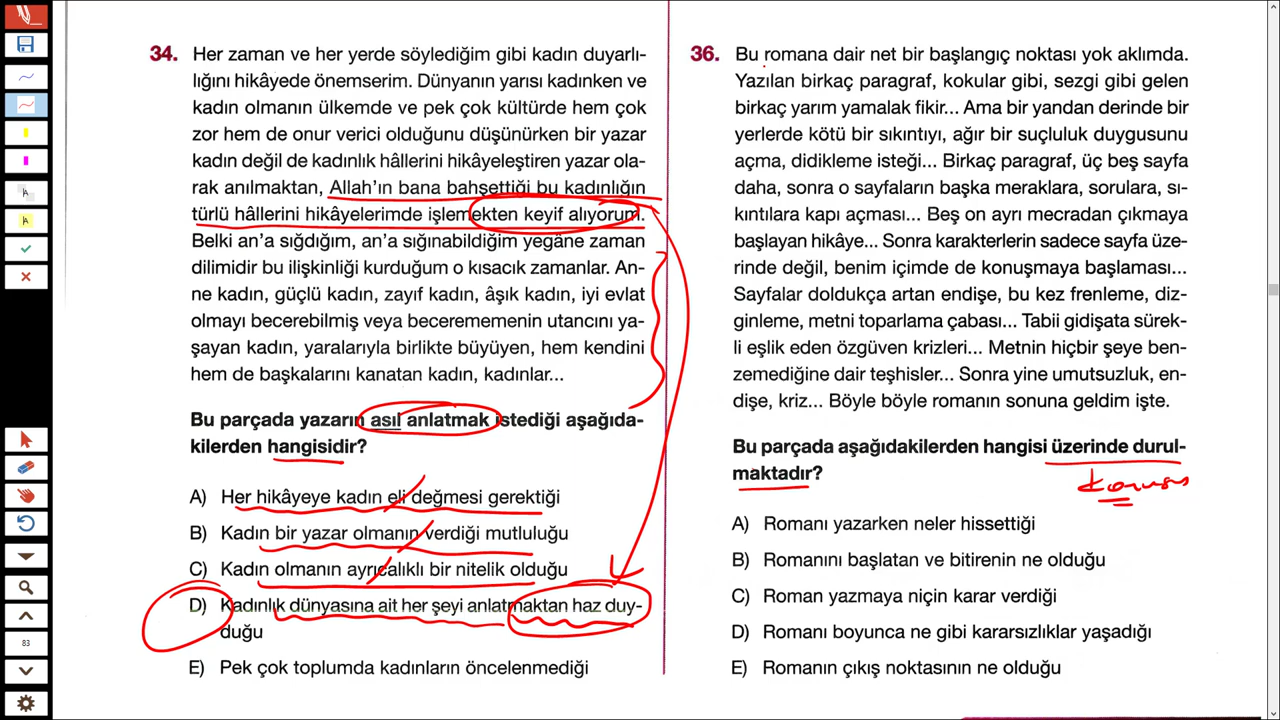 34. Her zaman ve her yerde söylediğim gibi kadın duyarlı-
lığını hikâyede önemserim. Dünyanın yarısı kadınken ve
kadın olmanın ülkemde ve pek çok kültürde hem çok
zor hem de onur verici olduğunu düşünürken bir yazar
kadın değil de kadınlık hâllerini hikâyeleştiren yazar ola-
rak anılmaktan, Allah'ın bana bahşettiği bu kadınlığın
türlü hâllerini hikâyelerimde işlemekten keyif alıyorum.
Belki an'a sığdığım, an'a sığınabildiğim yegâne zaman
dilimidir bu ilişkinliği kurduğum o kısacık zamanlar. An-
ne kadın, güçlü kadın, zayıf kadın, âşık kadın, iyi evlat
olmayı becerebilmiş veya becerememenin utancını ya-
şayan kadın, yaralarıyla birlikte büyüyen, hem kendini
hem de başkalarını kanatan kadın, kadınlar...
Bu parçada yazarın asıl anlatmak istediği aşağıda-
kilerden hangisidir?
A) Her hikâyeye kadın eli değmesi gerektiği
B) Kadın bir yazar olmanın verdiği mutluluğu
C) Kadın olmanın ayrıcalıklı bir nitelik olduğu
D) Kadınlık dünyasına ait her şeyi anlatmaktan haz duy-
duğu
E) Pek çok toplumda kadınların öncelenmediği
36. Bu romana dair net bir başlangıç noktası yok aklımda.
Yazılan birkaç paragraf, kokular gibi, sezgi gibi gelen
birkaç yarım yamalak fikir... Ama bir yandan derinde bir
yerlerde kötü bir sıkıntıyı, ağır bir suçluluk duygusunu
açma, didikleme isteği... Birkaç paragraf, üç beş sayfa
daha, sonra o sayfaların başka meraklara, sorulara, sı-
kıntılara kapı açması... Beş on ayrı mecradan çıkmaya
başlayan hikâye... Sonra karakterlerin sadece sayfa üze-
rinde değil, benim içimde de konuşmaya başlaması...
Sayfalar doldukça artan endişe, bu kez frenleme, diz-
ginleme, metni toparlama çabası... Tabii gidişata sürek-
li eşlik eden özgüven krizleri... Metnin hiçbir şeye ben-
zemediğine dair teşhisler... Sonra yine umutsuzluk, en-
dişe, kriz... Böyle böyle romanın sonuna geldim işte.
Bu parçada aşağıdakilerden hangisi üzerinde durul-
maktadır?
konusu
A) Romanı yazarken neler hissettiği
B) Romanını başlatan ve bitirenin ne olduğu
C) Roman yazmaya niçin karar verdiği
D) Romanı boyunca ne gibi kararsızlıklar yaşadığı
E) Romanın çıkış noktasının ne olduğu
83